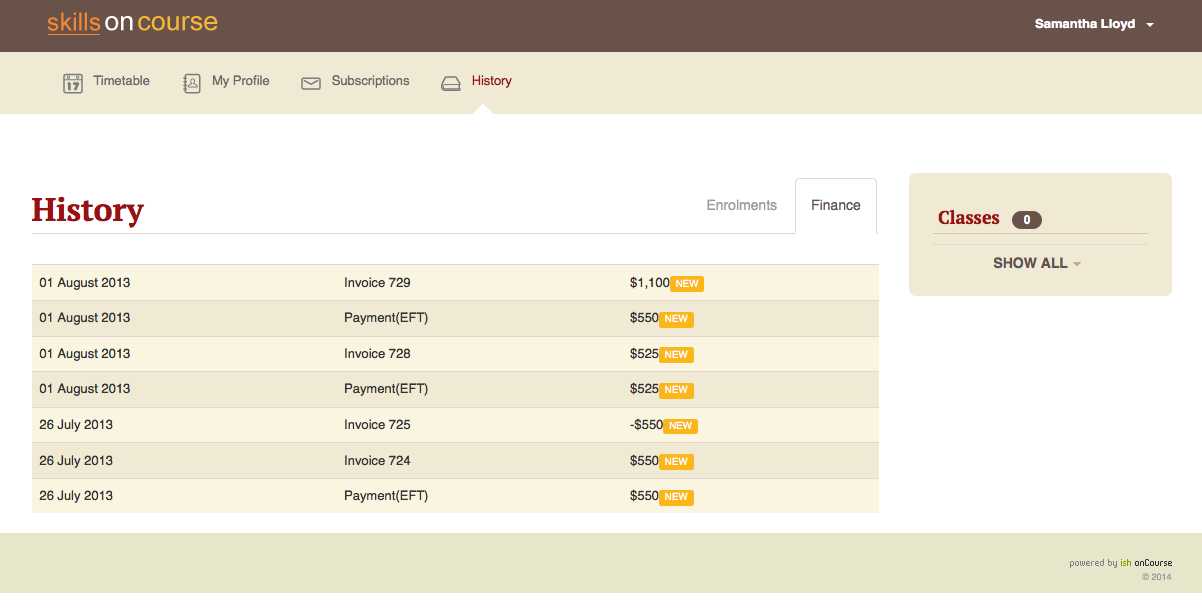 skills on course
Samantha Lloyd
17 Timetable My Profile Subscriptions History
History Enrolments Finance
01 August 2013 Invoice 729 $1,100 NEW
01 August 2013 Payment(EFT) $550 NEW
01 August 2013 Invoice 728 $525 NEW
01 August 2013 Payment(EFT) $525 NEW
26 July 2013 Invoice 725 -$550 NEW
26 July 2013 Invoice 724 $550 NEW
26 July 2013 Payment(EFT) $550 NEW
Classes 0
SHOW ALL
powered by ish onCourse
© 2014